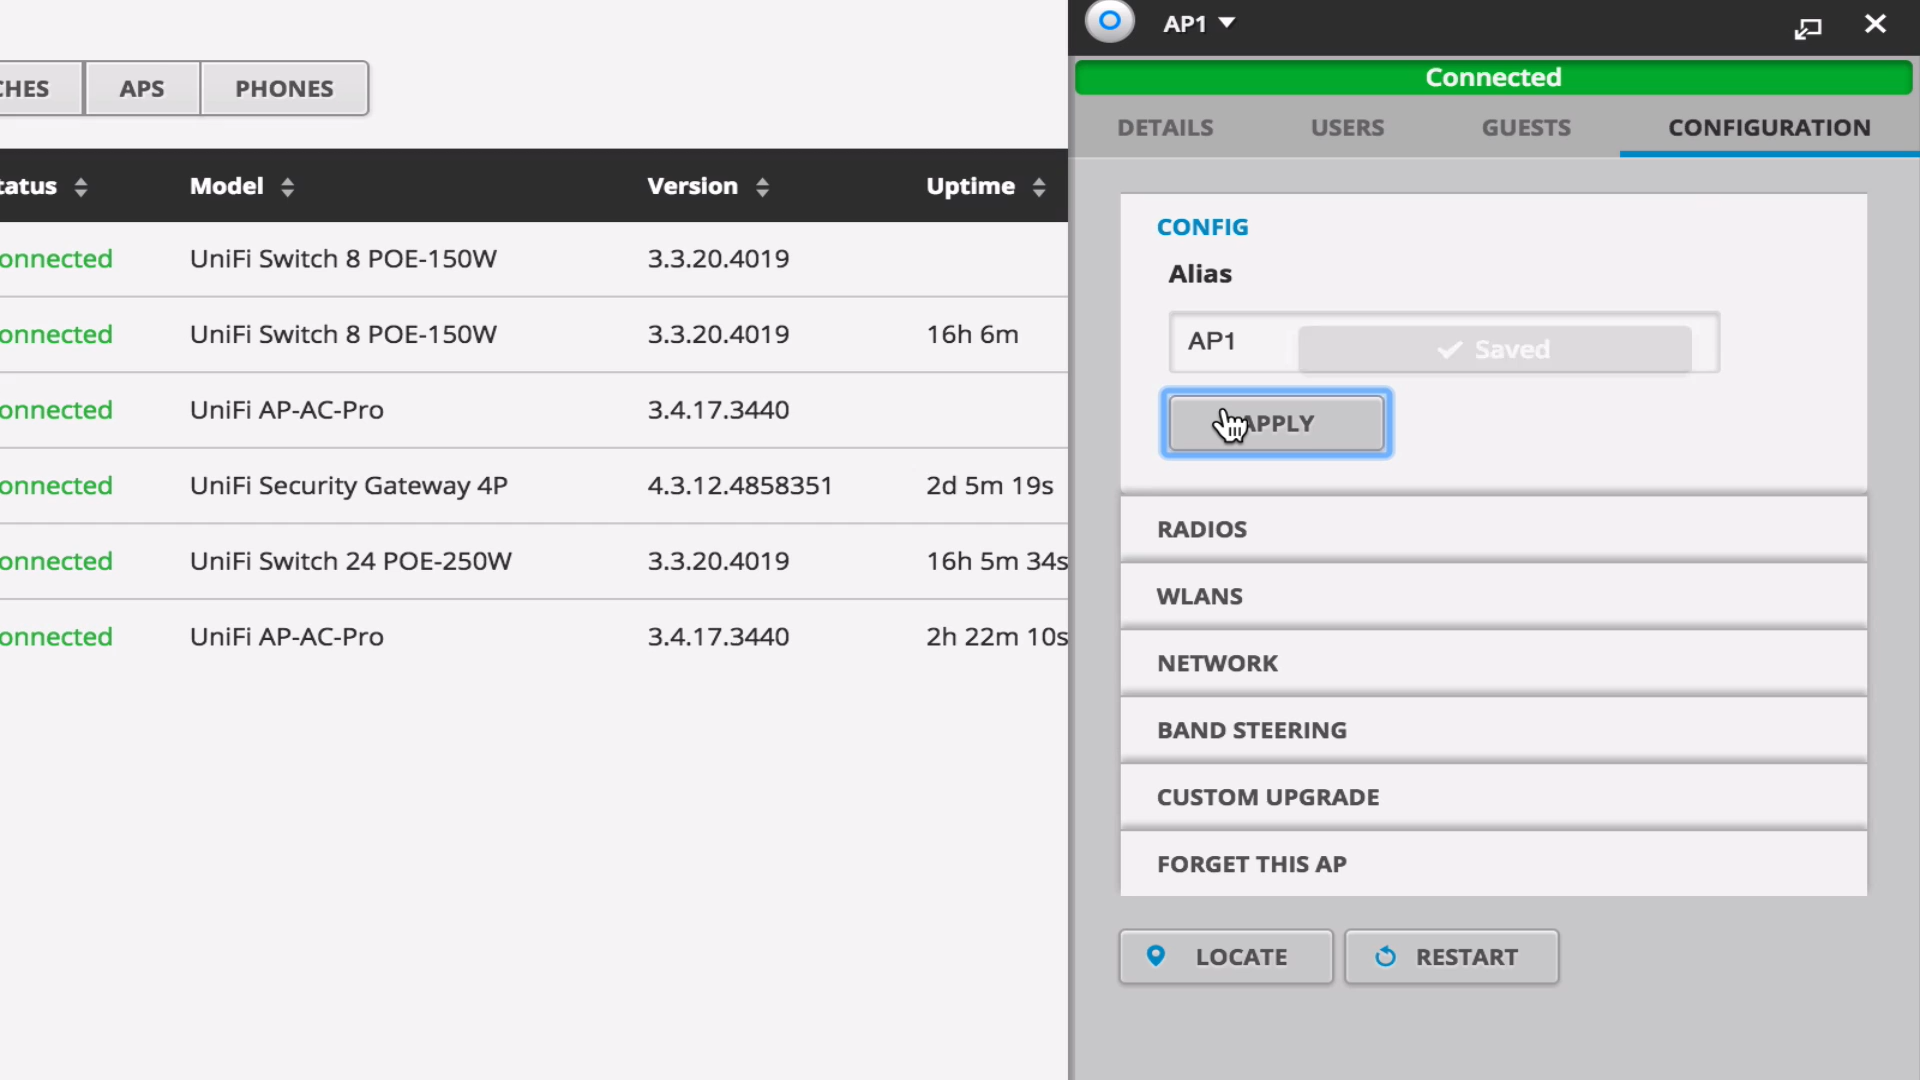 CHES APS PHONES
tatus Model Version Uptime
onnected UniFi Switch 8 POE-150W 3.3.20.4019
onnected UniFi Switch 8 POE-150W 3.3.20.4019 16h 6m
onnected UniFi AP-AC-Pro 3.4.17.3440
onnected UniFi Security Gateway 4P 4.3.12.4858351 2d 5m 19s
onnected UniFi Switch 24 POE-250W 3.3.20.4019 16h 5m 34s
onnected UniFi AP-AC-Pro 3.4.17.3440 2h 22m 10s
AP1
Connected
DETAILS USERS GUESTS CONFIGURATION
CONFIG
Alias
AP1 Saved
APPLY
RADIOS
WLANS
NETWORK
BAND STEERING
CUSTOM UPGRADE
FORGET THIS AP
LOCATE RESTART